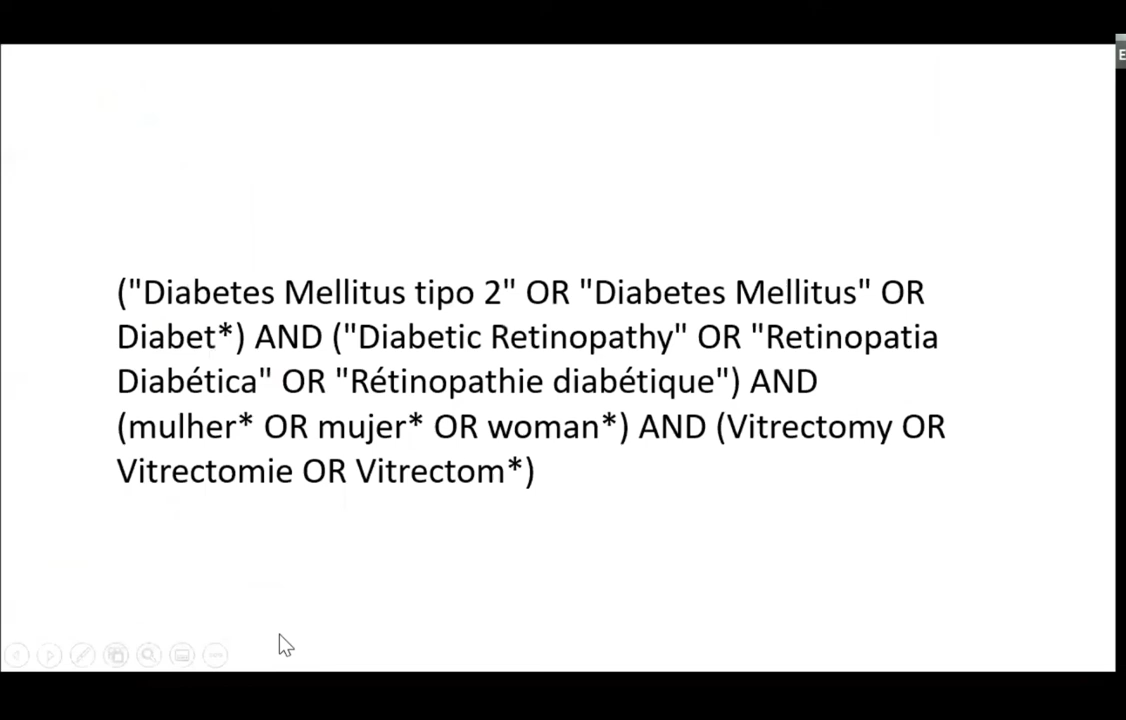 ("Diabetes Mellitus tipo 2" OR "Diabetes Mellitus" OR
Diabet*) AND ("Diabetic Retinopathy" OR "Retinopatia
Diabética" OR "Rétinopathie diabétique") AND
(mulher* OR mujer* OR woman*) AND (Vitrectomy OR
Vitrectomie OR Vitrectom*)
E